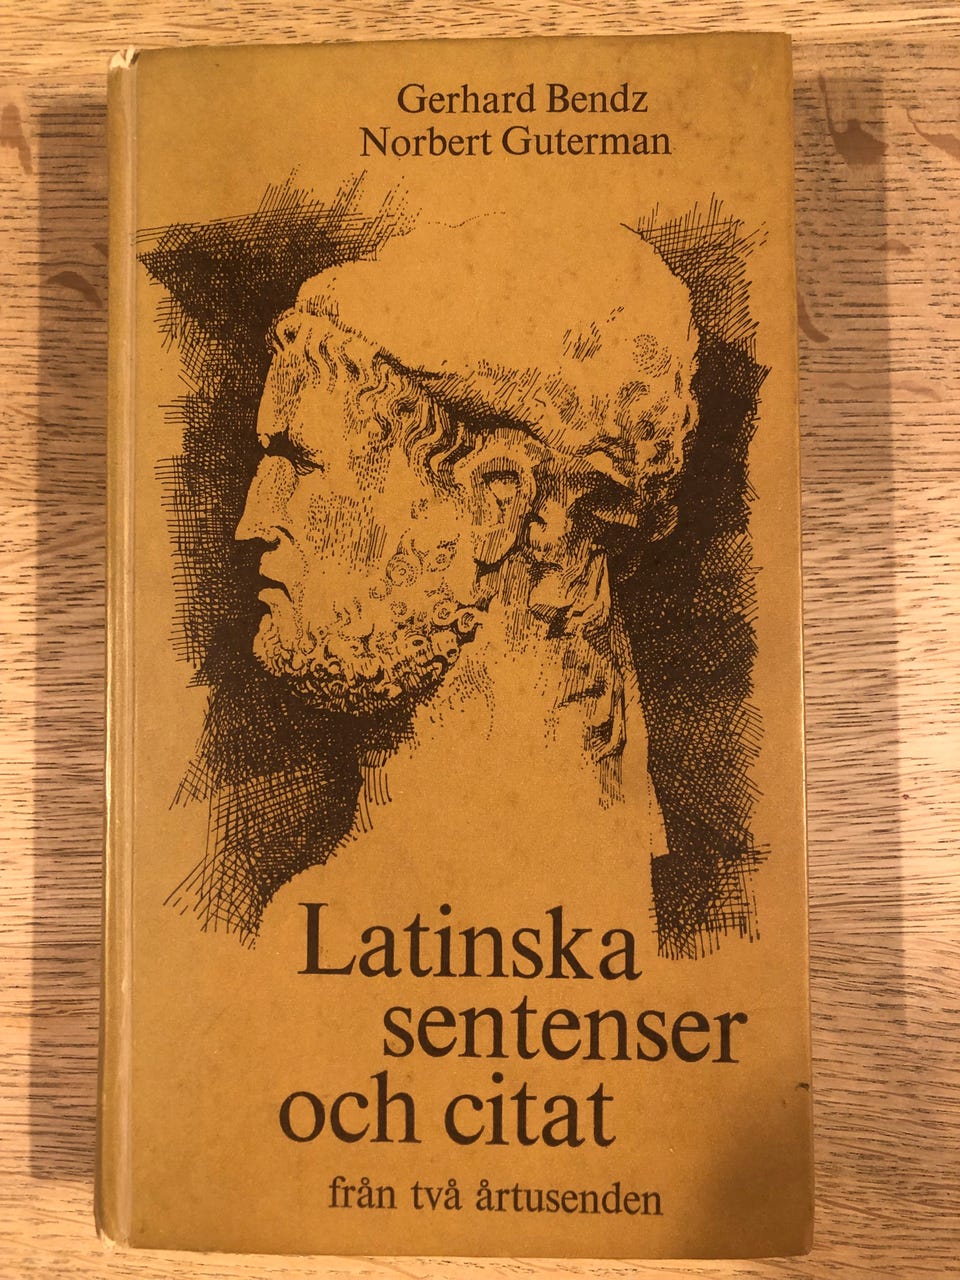 Gerhard Bendz
Norbert Guterman
Latinska
sentenser
och citat
från två årtusenden